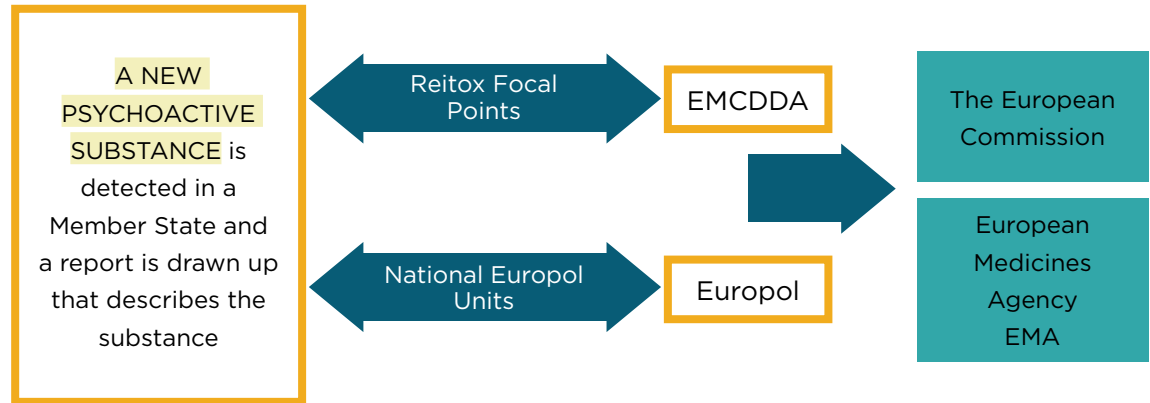 A NEW
PSYCHOACTIVE
SUBSTANCE is
detected in a
Member State and
a report is drawn up
that describes the
substance
Reitox Focal
Points
EMCDDA
National Europol
Units
Europol
The European
Commission
European
Medicines
Agency
EMA